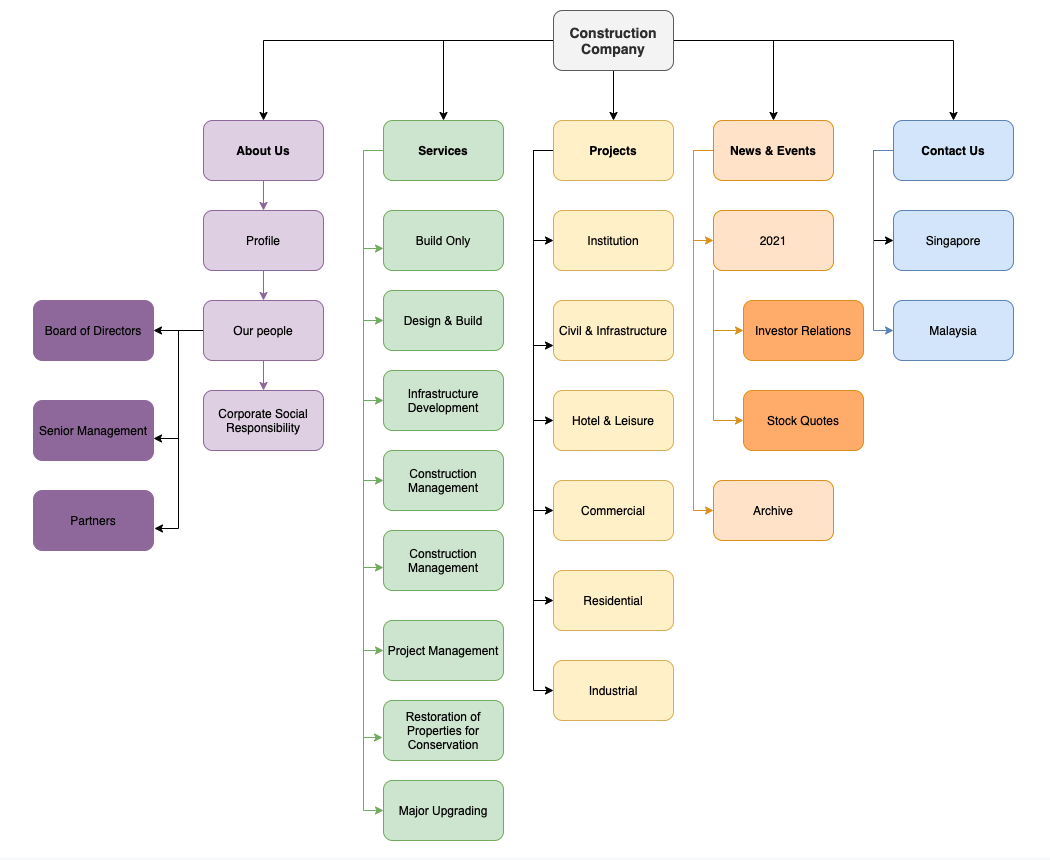 Construction
Company
About Us
Services
Projects
News & Events
Contact Us
Profile
Build Only
Institution
2021
Singapore
Board of Directors
Our people
Design & Build
Civil & Infrastructure
Investor Relations
Malaysia
Senior Management
Corporate Social
Responsibility
Infrastructure
Development
Hotel & Leisure
Stock Quotes
Partners
Construction
Management
Commercial
Archive
Construction
Management
Residential
Project Management
Industrial
Restoration of
Properties for
Conservation
Major Upgrading